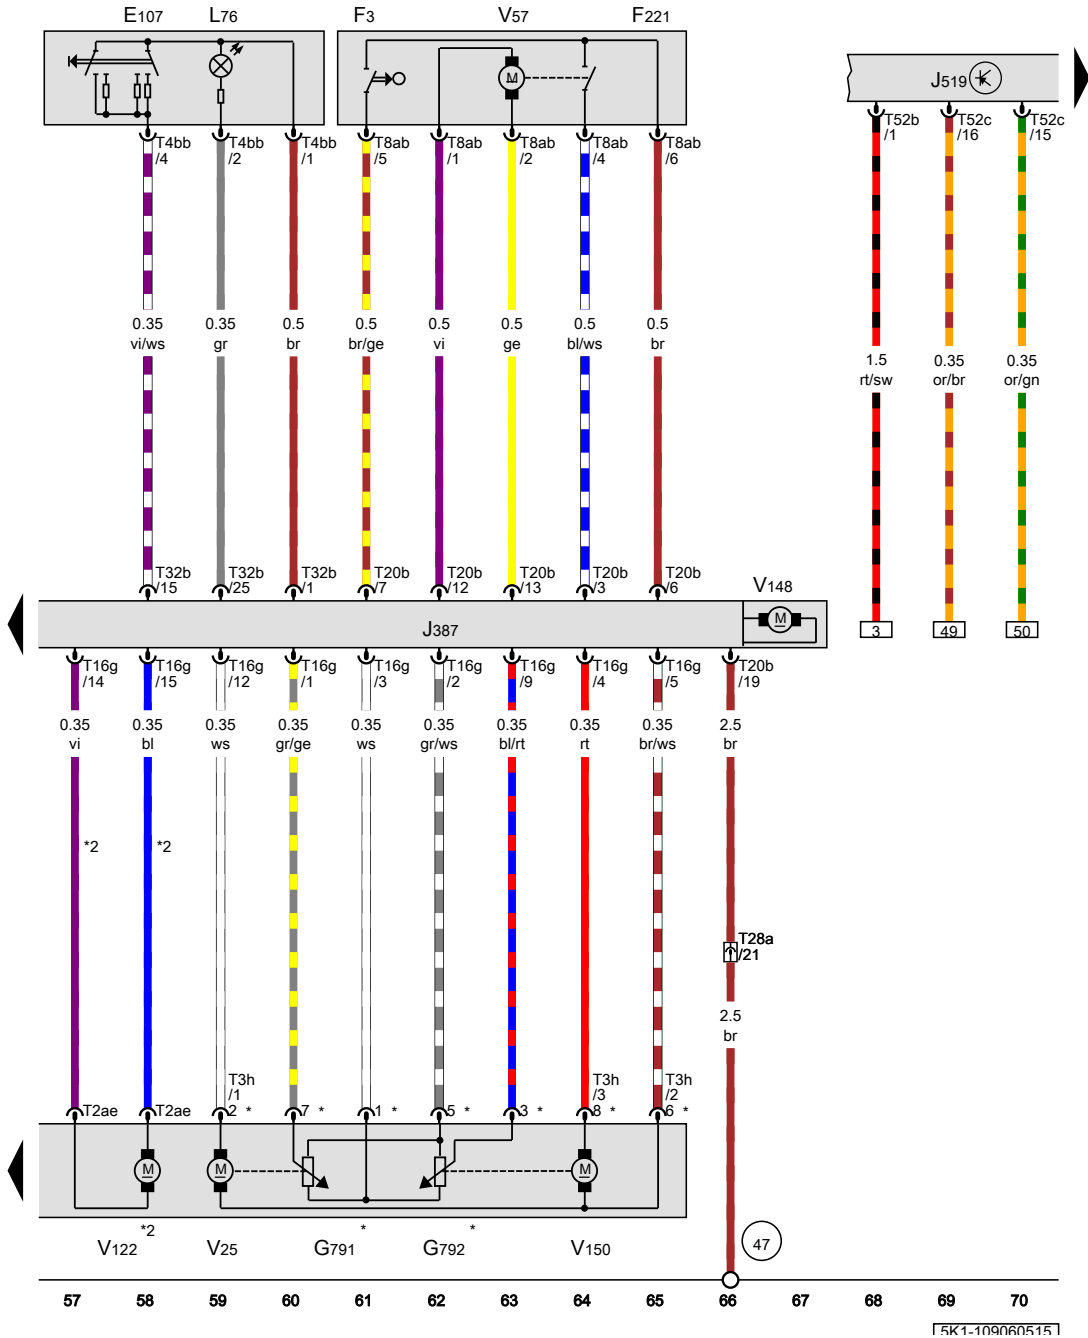 E107 L76 F3 V57 F221
J519
T52b T52c T52c
/1 /16 /15
M
T4bb T4bb T4bb T8ab T8ab T8ab T8ab T8ab
/4 /2 /1 /5 /1 /2 /4 /6
0.35 0.35 0.5 0.5 0.5 0.5 0.5 0.5
vi/ws gr br br/ge vi ge bl/ws br
1.5 0.35 0.35
rt/sw or/br or/gn
T32b T32b T32b T20b T20b T20b T20b T20b
/15 /25 /1 /7 /12 /13 /3 /6
V148
J387
M
3 49 50
T16g T16g T16g T16g T16g T16g T16g T16g T16g T20b
/14 /15 /12 /1 /3 /2 /9 /4 /5 /19
0.35 0.35 0.35 0.35 0.35 0.35 0.35 0.35 0.35 2.5
vi bl ws gr/ge ws gr/ws bl/rt rt br/ws br
*2 *2
T28a
/21
2.5
br
T3h T3h T3h
/1 /3 /2
T2ae T2ae 2 * 7 * 1 * 5 * 3 * 8 * 6 *
M M M
*2 * *
V122 V25 G791 G792 V150
47
57 58 59 60 61 62 63 64 65 66 67 68 69 70
5K1-109060515